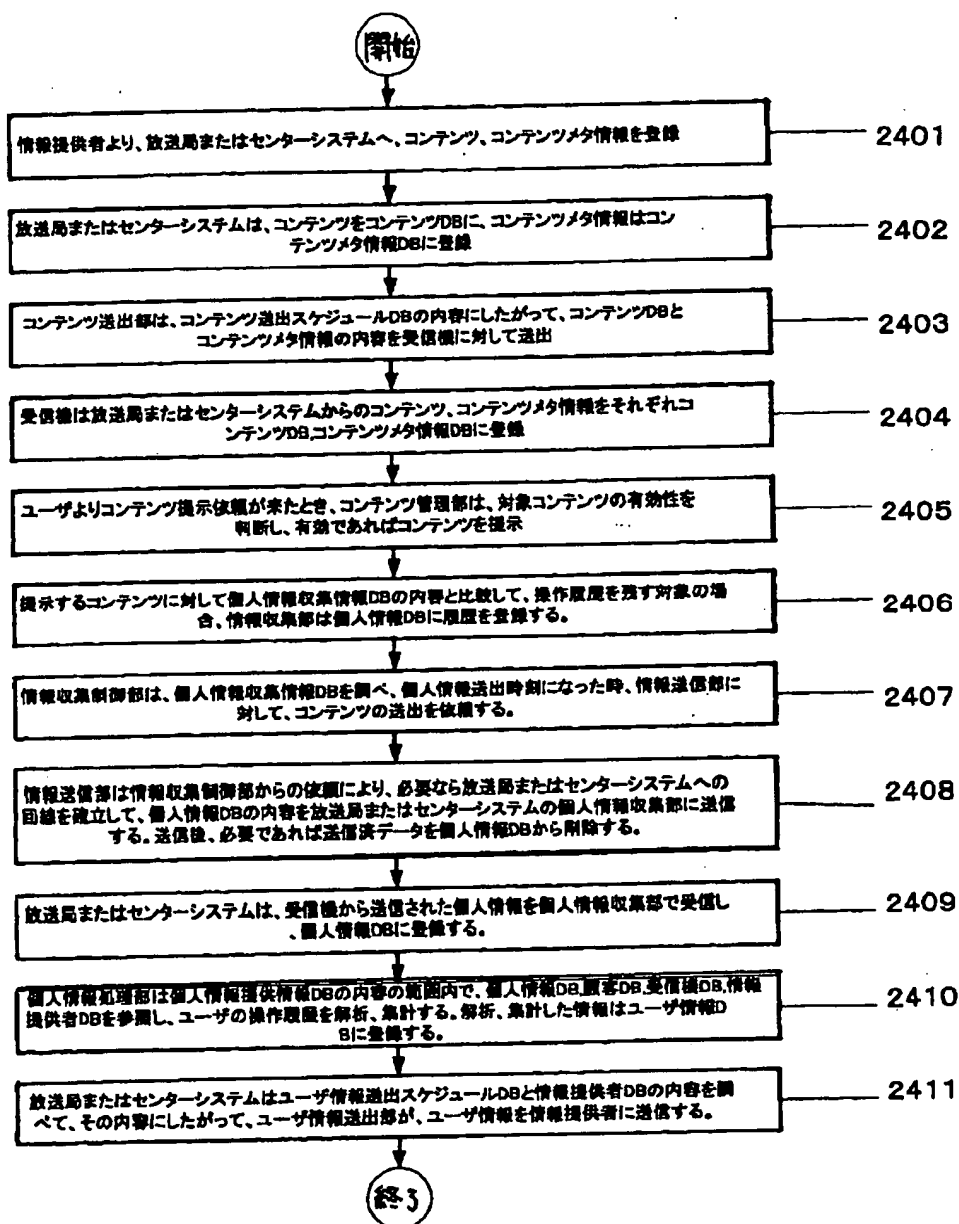 開始
情報提供者より、放送局またはセンターシステムへ、コンテンツ、コンテンツメタ情報を登録
2401
放送局またはセンターシステムは、コンテンツをコンテンツDBに、コンテンツメタ情報はコン
テンツメタ情報DBに登録
2402
コンテンツ送出部は、コンテンツ送出スケジュールDBの内容にしたがって、コンテンツDBと
コンテンツメタ情報の内容を受信機に対して送出
2403
受信機は放送局またはセンターシステムからのコンテンツ、コンテンツメタ情報をそれぞれコ
ンテンツDB,コンテンツメタ情報DBに登録
2404
ユーザよりコンテンツ提示依頼が来たとき、コンテンツ管理部は、対象コンテンツの有効性を
判断し、有効であればコンテンツを提示
2405
提示するコンテンツに対して個人情報収集情報DBの内容と比較して、操作履歴を残す対象の場
合、情報収集部は個人情報DBに履歴を登録する。
2406
情報収集制御部は、個人情報収集情報DBを調べ、個人情報送出時刻になった時、情報送信部に
対して、コンテンツの送出を依頼する。
2407
情報送信部は情報収集制御部からの依頼により、必要なら放送局またはセンターシステムへの
回線を確立して、個人情報DBの内容を放送局またはセンターシステムの個人情報収集部に送信
する。送信後、必要であれば送信済データを個人情報DBから削除する。
2408
放送局またはセンターシステムは、受信機から送信された個人情報を個人情報収集部で受信し
、個人情報DBに登録する。
2409
個人情報処理部は個人情報提供情報DBの内容の範囲内で、個人情報DB,顧客DB,受信機DB,情報
提供者DBを参照し、ユーザの操作履歴を解析、集計する。解析、集計した情報はユーザ情報D
Bに登録する。
2410
放送局またはセンターシステムはユーザ情報送出スケジュールDBと情報提供者DBの内容を調
べて、その内容にしたがって、ユーザ情報送出部が、ユーザ情報を情報提供者に送信する。
2411
終了